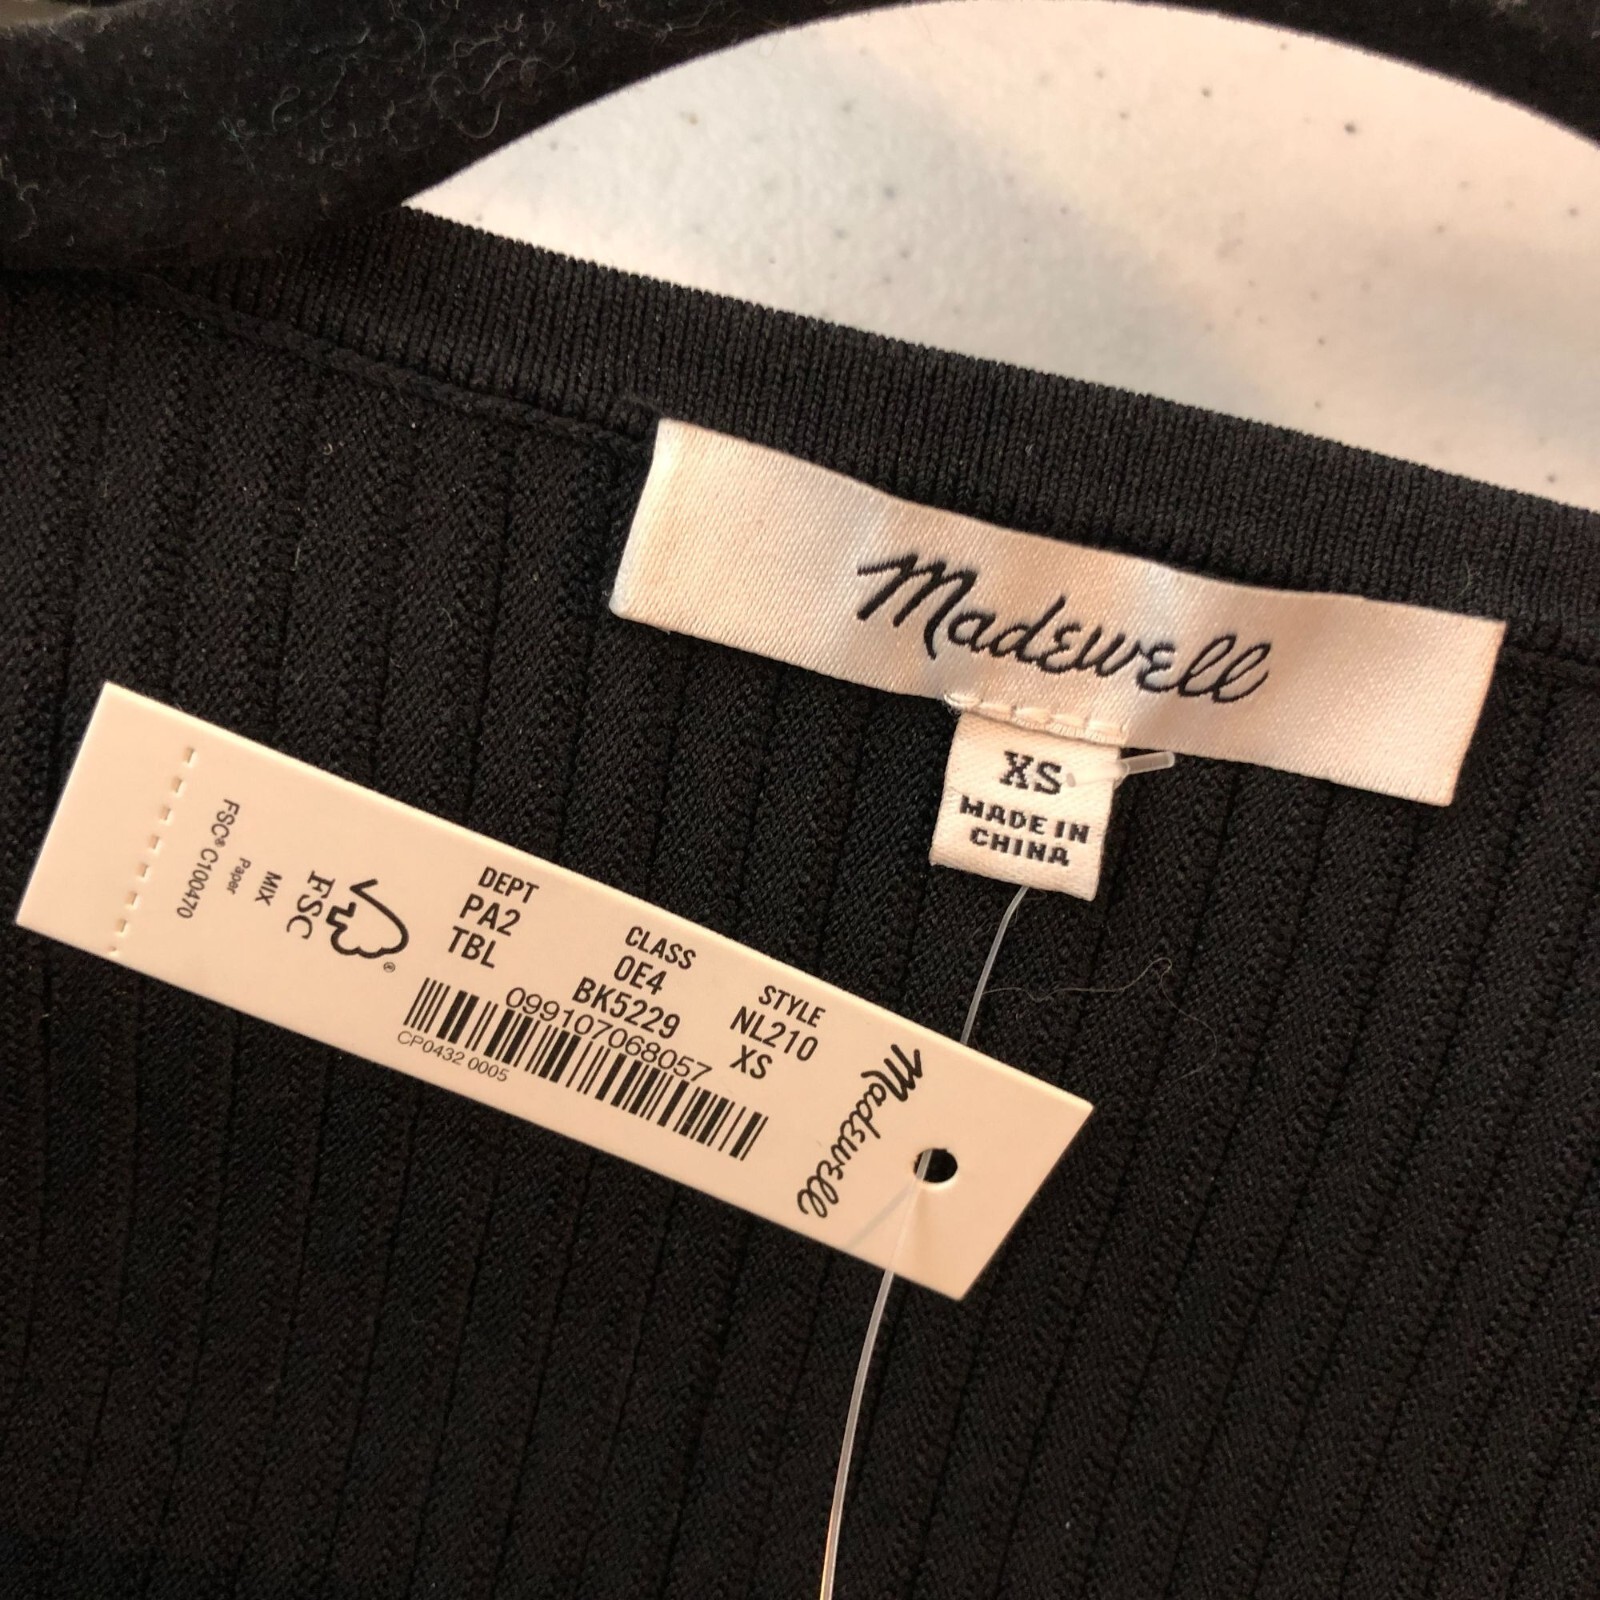 Madewell
XS
MADE IN
CHINA
DEPT CLASS STYLE
PA2 0E4 NL210
TBL BK5229 XS
099107068057
CP0432 0005
Madewell
FSC®
MIX
Paper
FSC® C100470